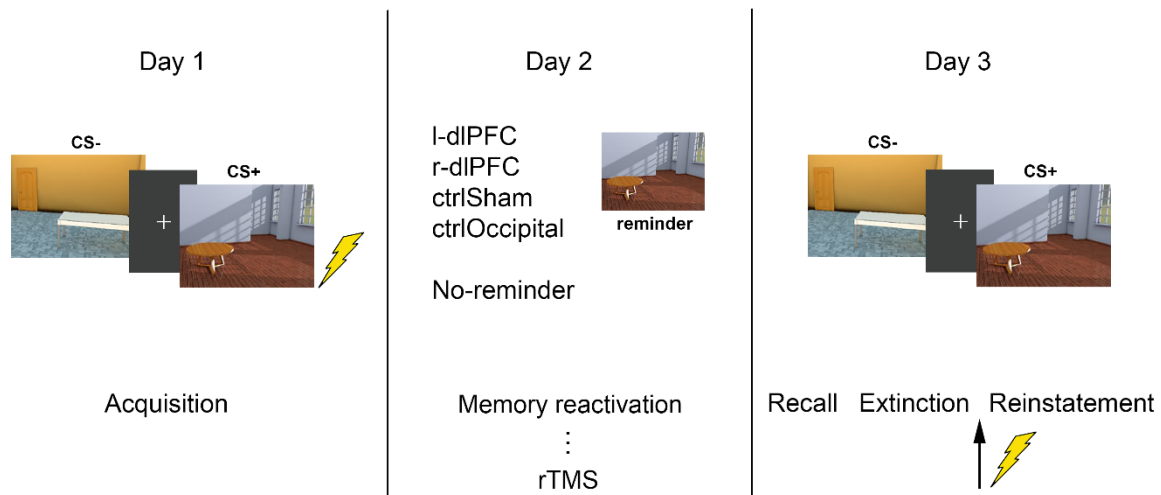 Day 1
CS-
CS+
Acquisition
Day 2
l-dlPFC
r-dlPFC
ctrlSham
ctrlOccipital
reminder
No-reminder
Memory reactivation
⋮
rTMS
Day 3
CS-
CS+
Recall Extinction Reinstatement